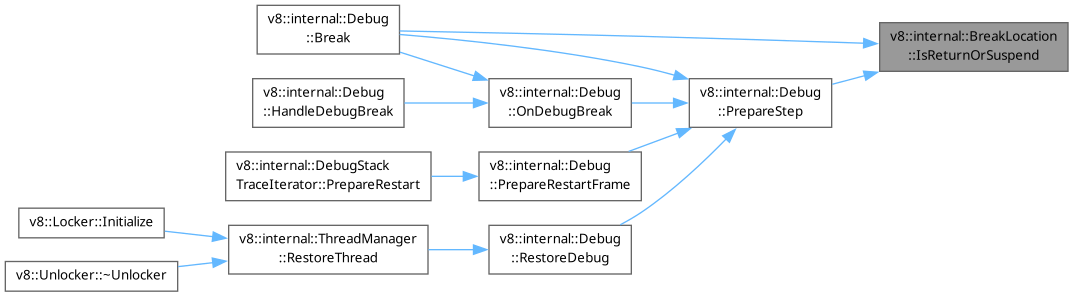 v8::internal::Debug
::Break
v8::internal::BreakLocation
::IsReturnOrSuspend
v8::internal::Debug
::HandleDebugBreak
v8::internal::Debug
::OnDebugBreak
v8::internal::Debug
::PrepareStep
v8::internal::DebugStack
TraceIterator::PrepareRestart
v8::internal::Debug
::PrepareRestartFrame
v8::Locker::Initialize
v8::internal::ThreadManager
::RestoreThread
v8::internal::Debug
::RestoreDebug
v8::Unlocker::~Unlocker